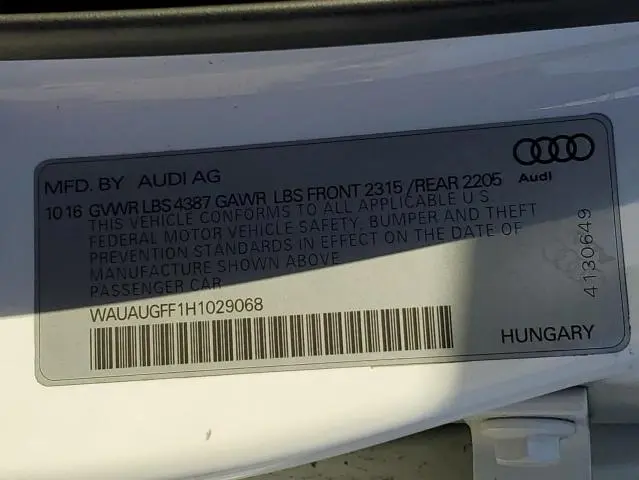 MFD. BY AUDI AG
Audi
10 16 GVWR LBS 4387 GAWR LBS FRONT 2315 /REAR 2205
THIS VEHICLE CONFORMS TO ALL APPLICABLE U.S.
FEDERAL MOTOR VEHICLE SAFETY, BUMPER AND THEFT
PREVENTION STANDARDS IN EFFECT ON THE DATE OF
MANUFACTURE SHOWN ABOVE
PASSENGER CAR
WAUAUGFF1H1029068
HUNGARY
4130649